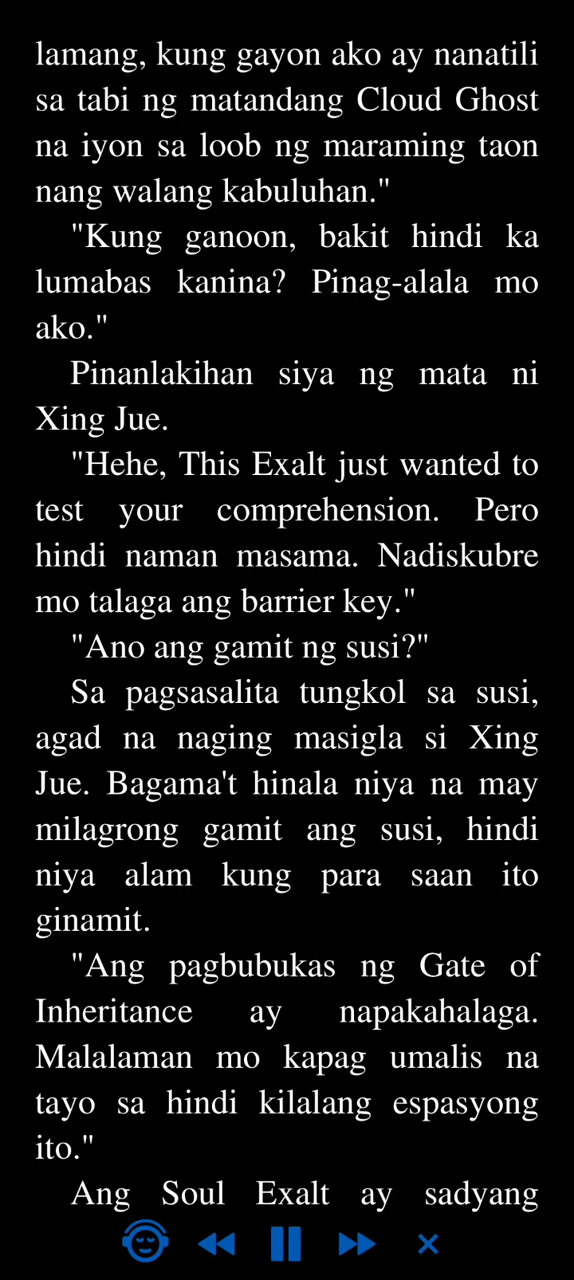 lamang, kung gayon ako ay nanatili
sa tabi ng matandang Cloud Ghost
na iyon sa loob ng maraming taon
nang walang kabuluhan."
"Kung ganoon, bakit hindi ka
lumabas kanina? Pinag-alala mo
ako."
Pinanlakihan siya ng mata ni
Xing Jue.
"Hehe, This Exalt just wanted to
test your comprehension. Pero
hindi naman masama. Nadiskubre
mo talaga ang barrier key."
"Ano ang gamit ng susi?"
Sa pagsasalita tungkol sa susi,
agad na naging masigla si Xing
Jue. Bagama't hinala niya na may
milagrong gamit ang susi, hindi
niya alam kung para saan ito
ginamit.
"Ang pagbubukas ng Gate of
Inheritance ay napakahalaga.
Malalaman mo kapag umalis na
tayo sa hindi kilalang espasyong
ito."
Ang Soul Exalt ay sadyang